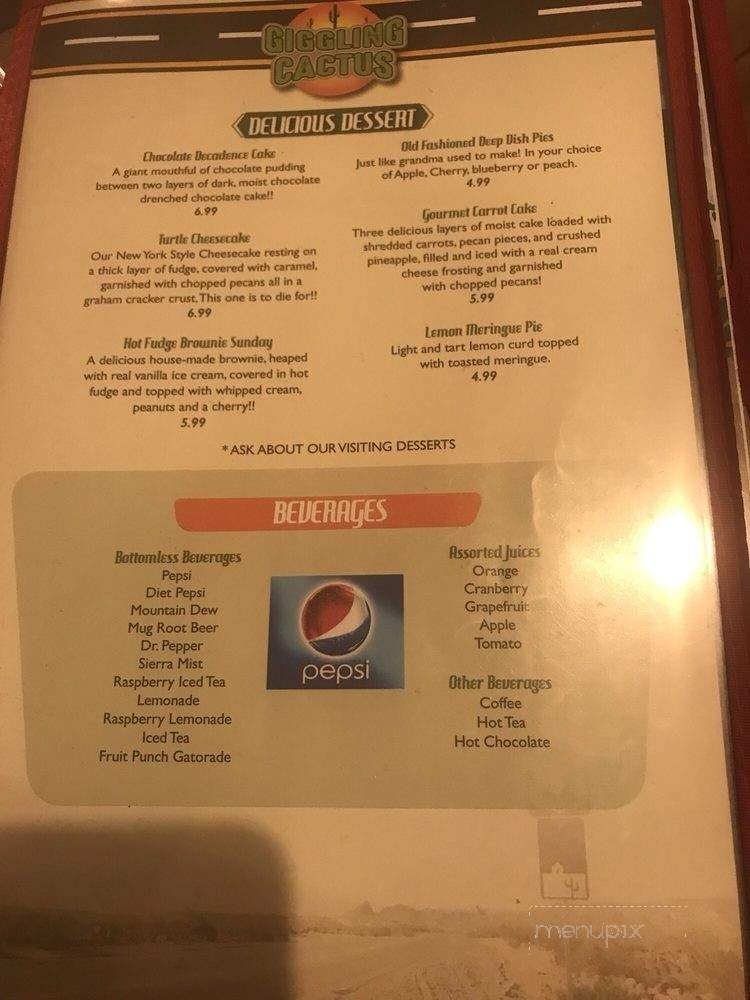 GIGGLING
CACTUS
DELICIOUS DESSERT
Chocolate Decadence Cake
A giant mouthful of chocolate pudding
between two layers of dark, moist chocolate
drenched chocolate cake!!
6.99
Turtle Cheesecake
Our New York Style Cheesecake resting on
a thick layer of fudge, covered with caramel,
garnished with chopped pecans all in a
graham cracker crust. This one is to die for!!
6.99
Hot Fudge Brownie Sunday
A delicious house-made brownie, heaped
with real vanilla ice cream, covered in hot
fudge and topped with whipped cream,
peanuts and a cherry!!
5.99
Old Fashioned Deep Dish Pies
Just like grandma used to make! In your choice
of Apple, Cherry, blueberry or peach.
4.99
Gourmet Carrot Cake
Three delicious layers of moist cake loaded with
shredded carrots, pecan pieces, and crushed
pineapple, filled and iced with a real cream
cheese frosting and garnished
with chopped pecans!
5.99
Lemon Meringue Pie
Light and tart lemon curd topped
with toasted meringue.
4.99
* ASK ABOUT OUR VISITING DESSERTS
BEVERAGES
Bottomless Beverages
Pepsi
Diet Pepsi
Mountain Dew
Mug Root Beer
Dr. Pepper
Sierra Mist
Raspberry Iced Tea
Lemonade
Raspberry Lemonade
Iced Tea
Fruit Punch Gatorade
pepsi
Assorted Juices
Orange
Cranberry
Grapefruit
Apple
Tomato
Other Beverages
Coffee
Hot Tea
Hot Chocolate
menupix